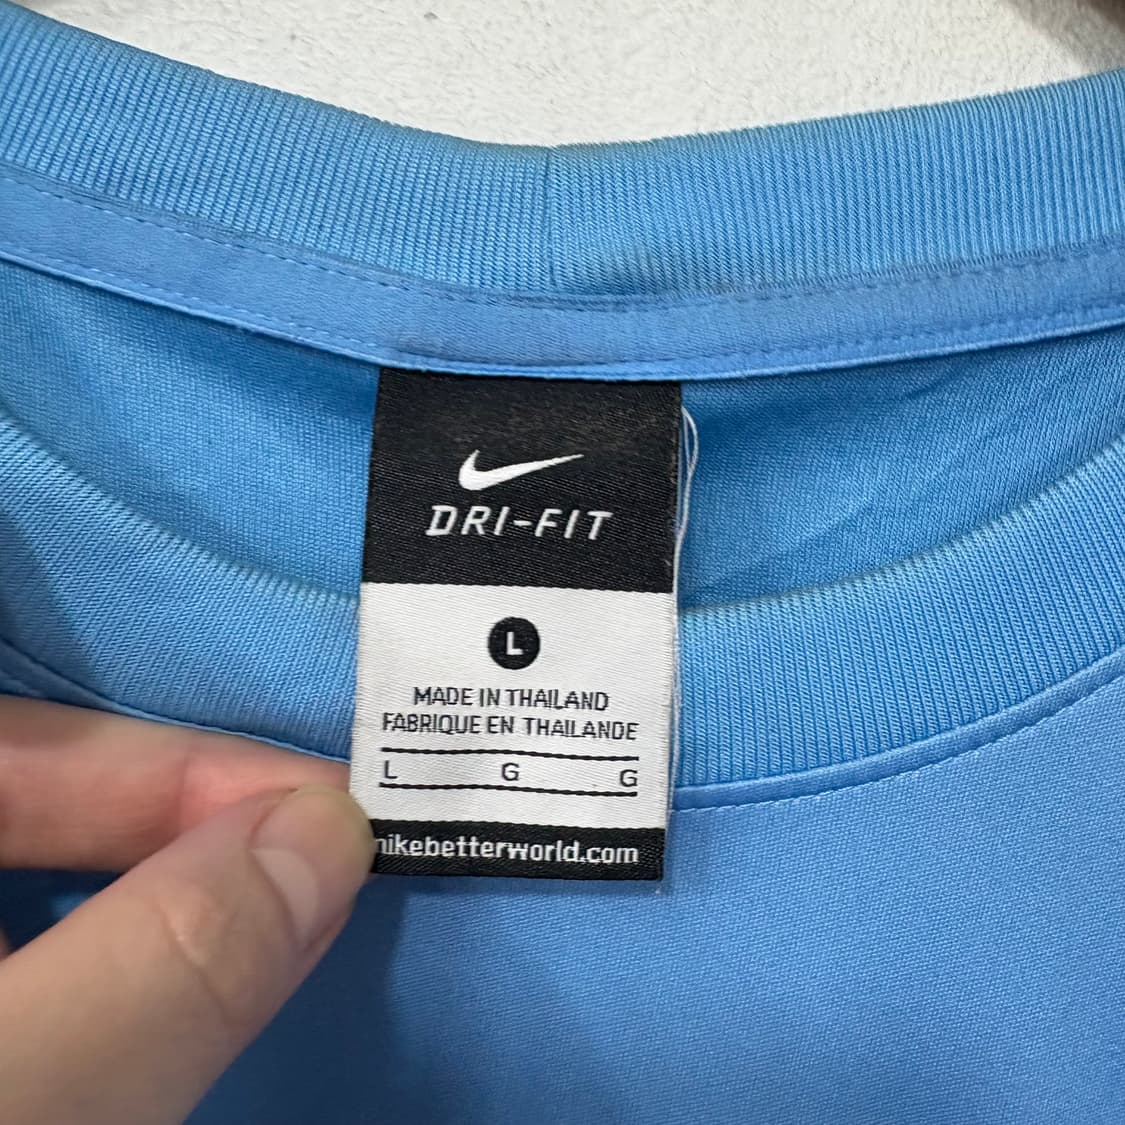 DRI-FIT
L
MADE IN THAILAND
FABRIQUE EN THAILANDE
L G G
nikebetterworld.com